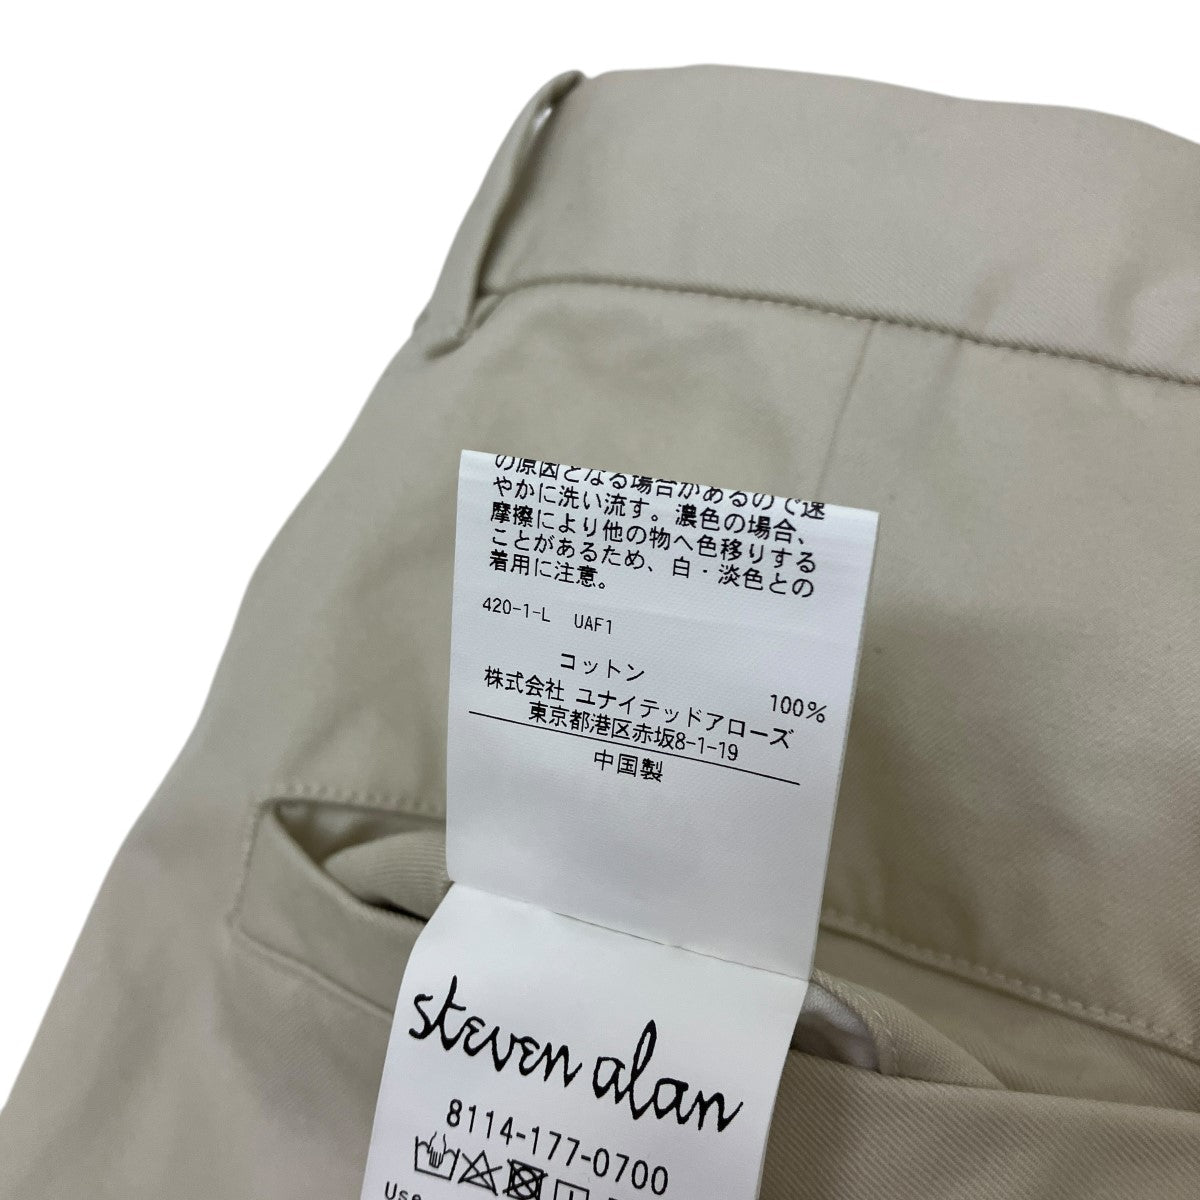 の原因となる場合があるので速
やかに洗い流す。濃色の場合、
摩擦により他の物へ色移りする
ことがあるため、白・淡色との
着用に注意。
420-1-L UAF1
コットン 100%
株式会社 ユナイテッドアローズ
東京都港区赤坂8-1-19
中国製
steven alan
8114-177-0700
Use